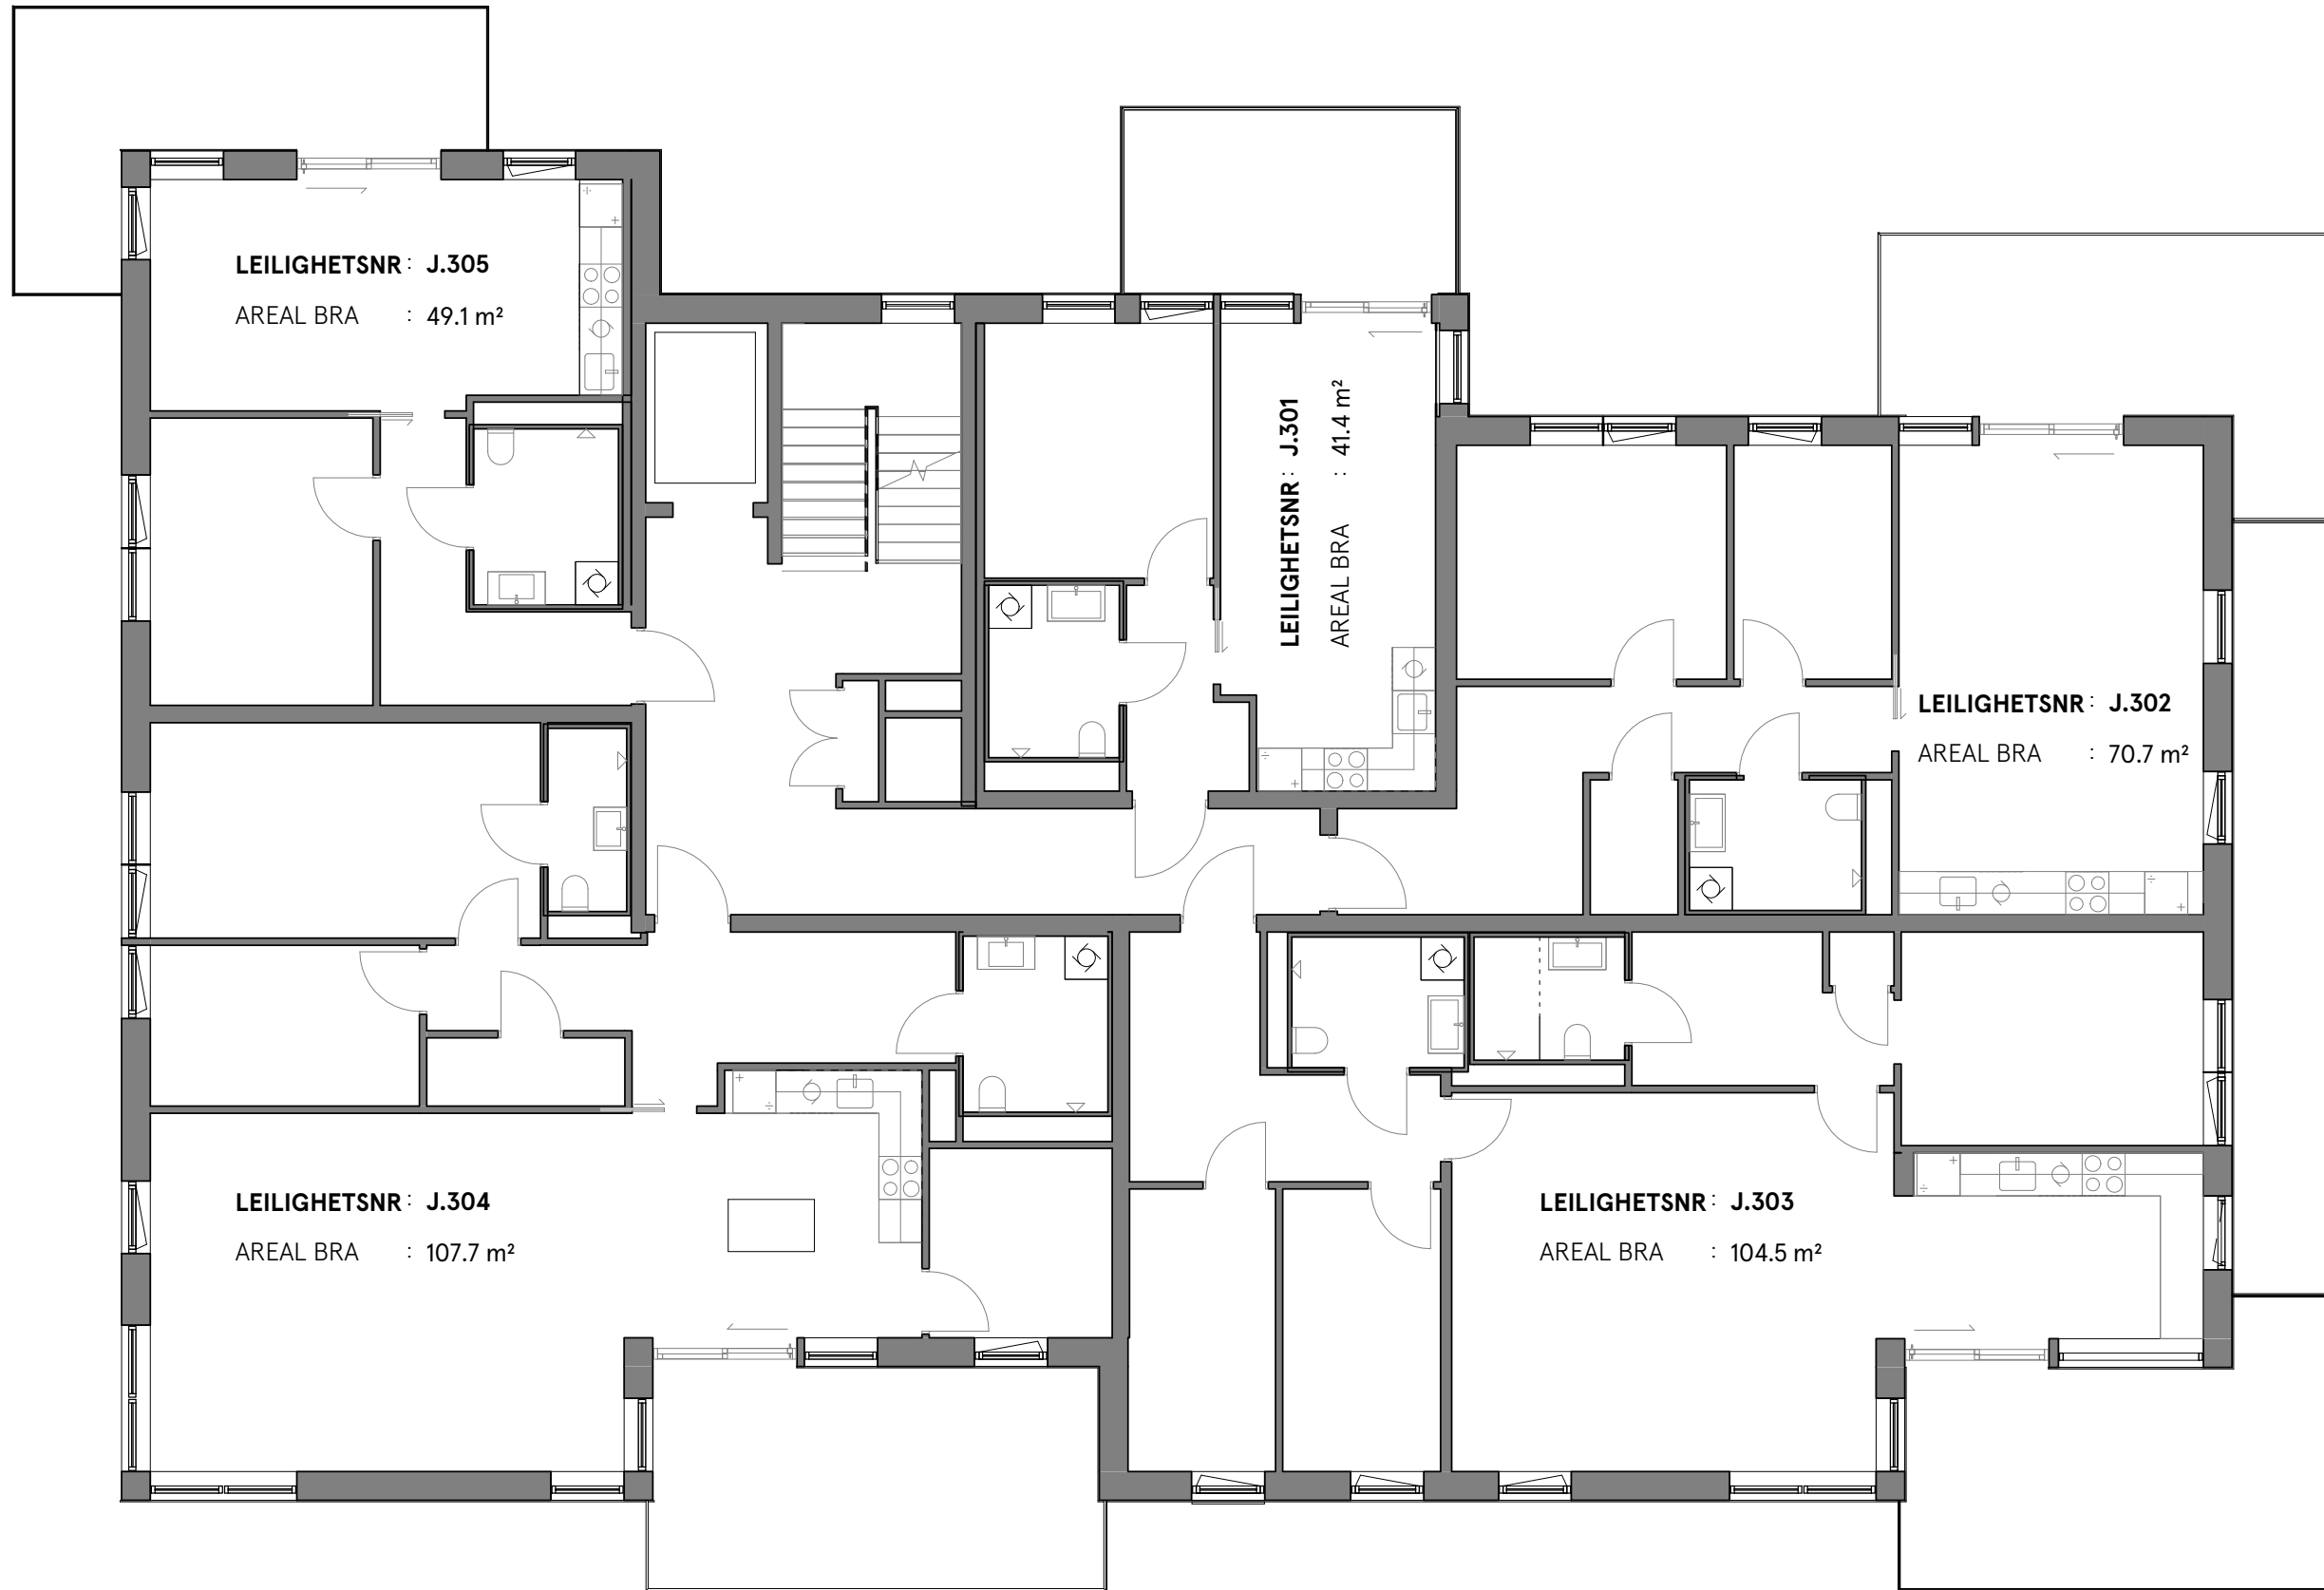 LEILIGHETSNR : J.305
AREAL BRA : 49.1 m²
LEILIGHETSNR : J.301
AREAL BRA : 41.4 m²
LEILIGHETSNR : J.302
AREAL BRA : 70.7 m²
LEILIGHETSNR : J.304
AREAL BRA : 107.7 m²
LEILIGHETSNR : J.303
AREAL BRA : 104.5 m²